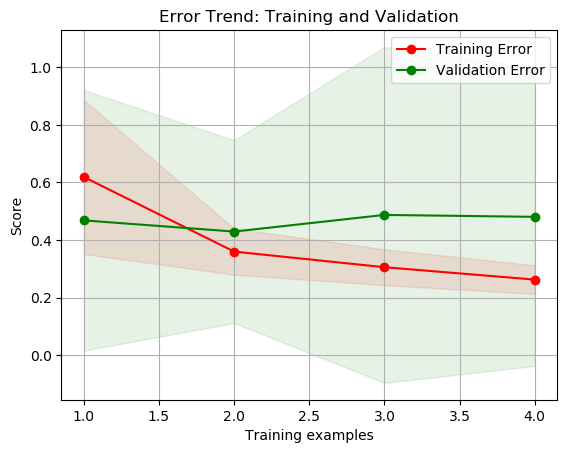 Error Trend: Training and Validation
Training Error
Validation Error
Score
1.0
0.8
0.6
0.4
0.2
0.0
1.0 1.5 2.0 2.5 3.0 3.5 4.0
Training examples